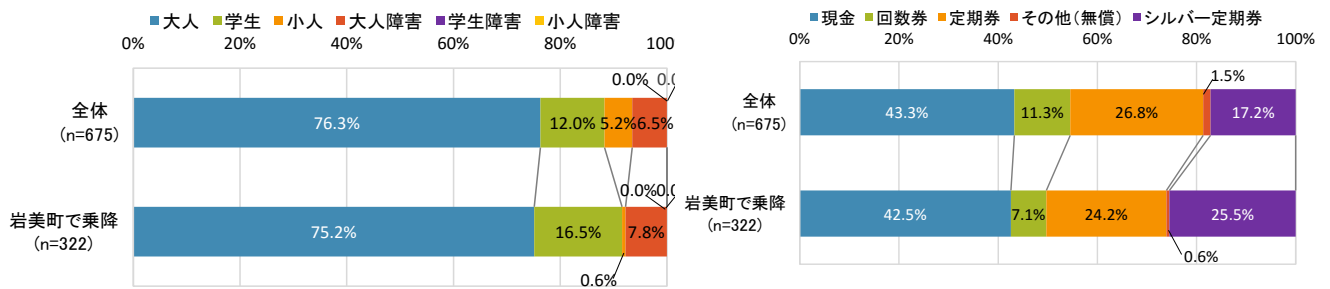 大人 学生 小人 大人障害 学生障害 小人障害
0% 20% 40% 60% 80% 100
0.0% 0.0
全体
(n=675)
76.3% 12.0% 5.2% 6.5%
0.0% 0.0
岩美町で乗降
(n=322)
75.2% 16.5% 7.8%
0.6%
現金 回数券 定期券 その他(無償) シルバー定期券
0% 20% 40% 60% 80% 100%
1.5%
全体
(n=675)
43.3% 11.3% 26.8% 17.2%
岩美町で乗降
(n=322)
42.5% 7.1% 24.2% 25.5%
0.6%